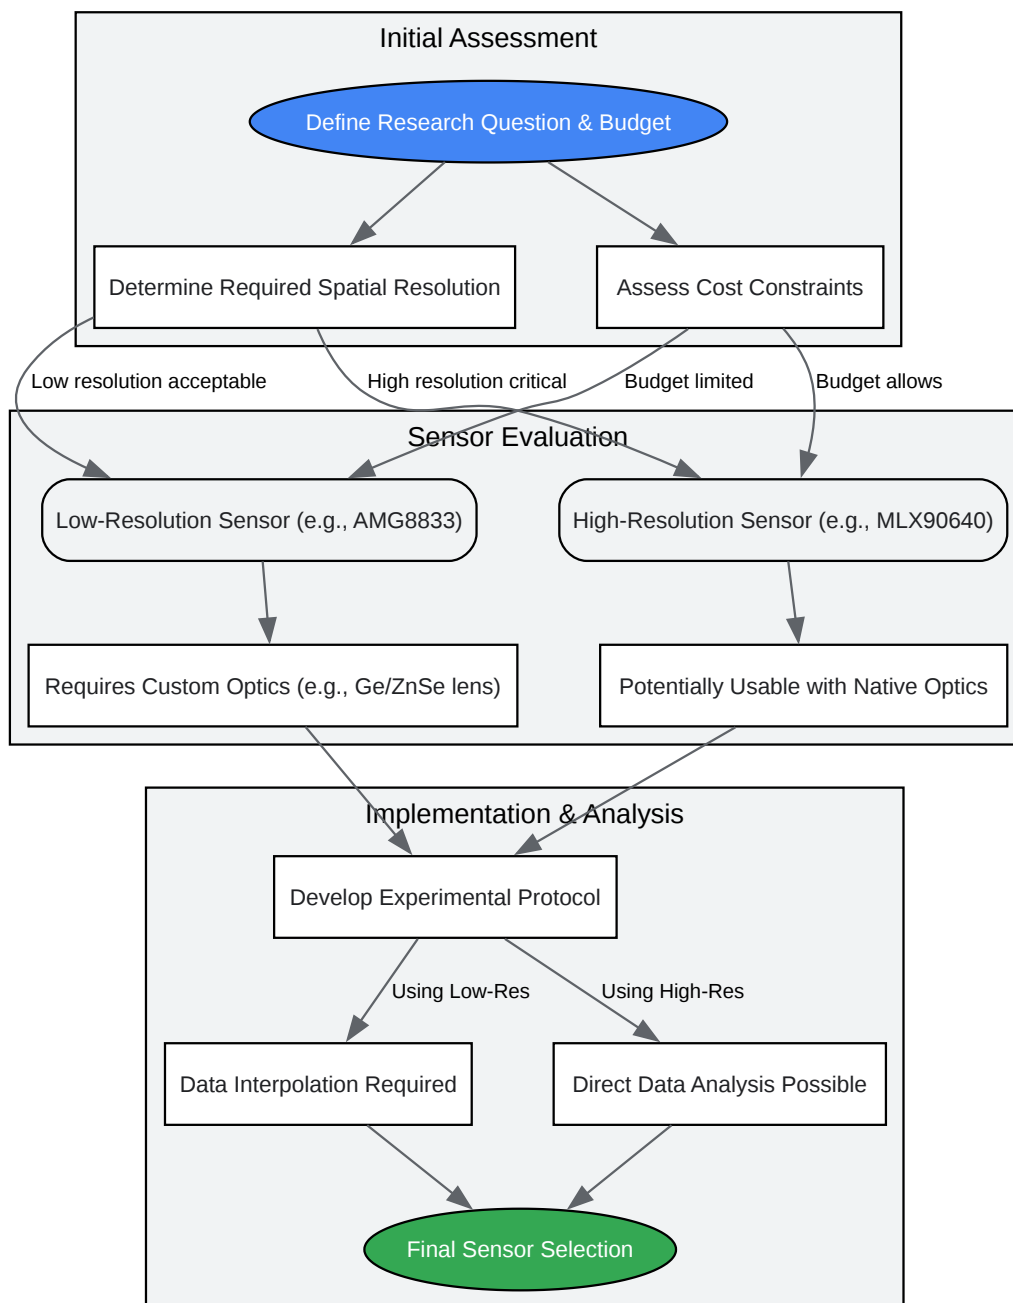 Initial Assessment
Define Research Question & Budget
Determine Required Spatial Resolution
Assess Cost Constraints
Low resolution acceptable
High resolution critical
Budget limited
Budget allows
Sensor Evaluation
Low-Resolution Sensor (e.g., AMG8833)
High-Resolution Sensor (e.g., MLX90640)
Requires Custom Optics (e.g., Ge/ZnSe lens)
Potentially Usable with Native Optics
Implementation & Analysis
Develop Experimental Protocol
Using Low-Res
Using High-Res
Data Interpolation Required
Direct Data Analysis Possible
Final Sensor Selection